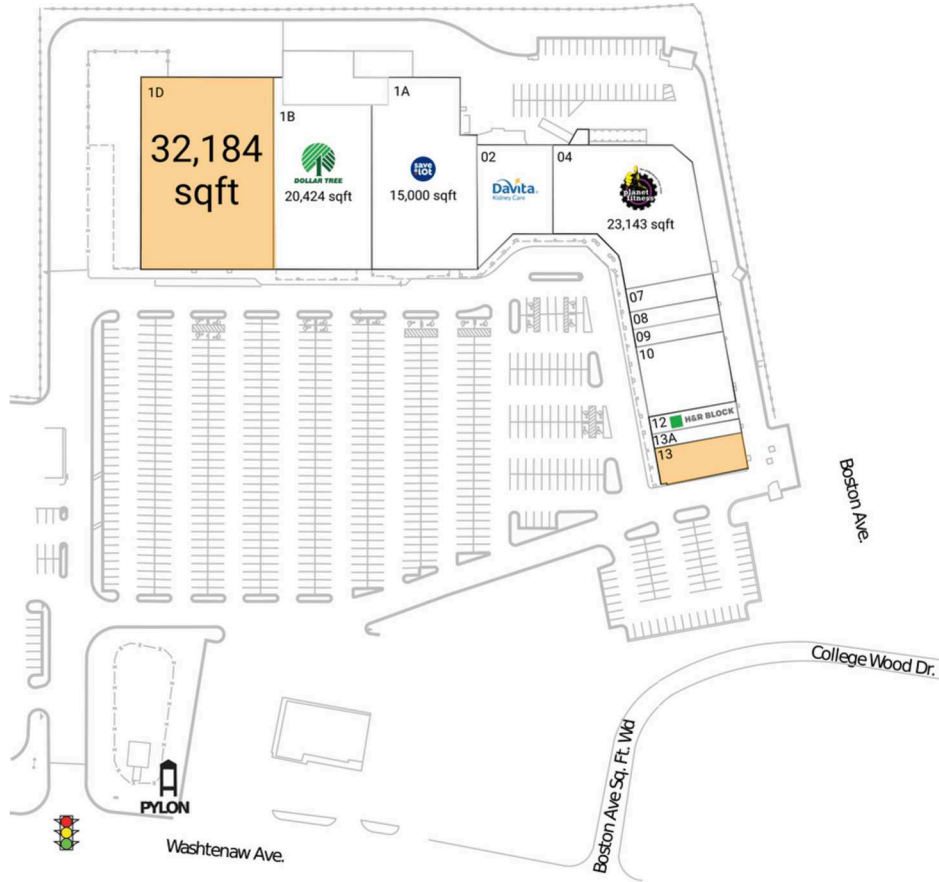 1D
32,184
sqft
1B
DOLLAR TREE
20,424 sqft
1A
save
a lot
15,000 sqft
02
Davita.
Kidney Care
04
planet
fitness
23,143 sqft
07
08
09
10
12 H&R BLOCK
13A
13
Boston Ave.
College Wood Dr.
Boston Ave Sq. Ft. Wd
PYLON
Washtenaw Ave.